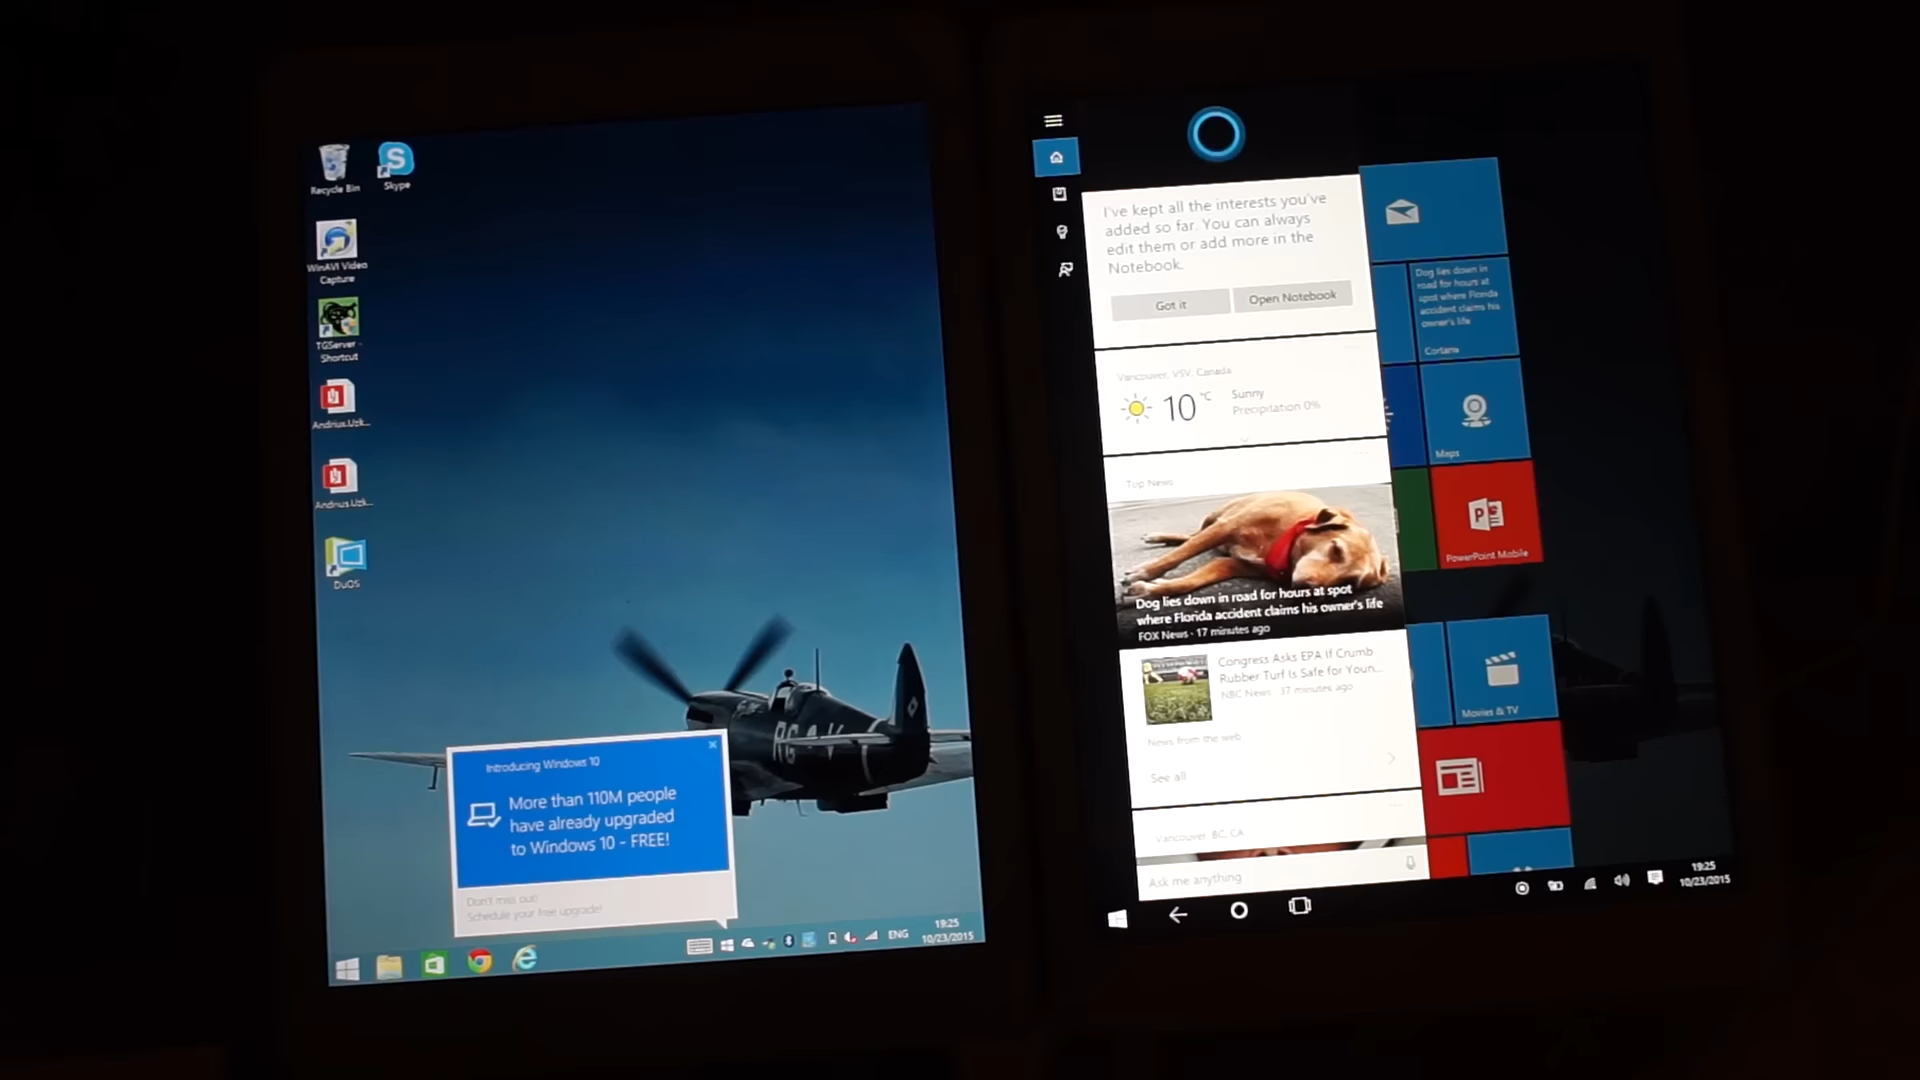 Recycle Bin
Skype
WinAVI Video
Capture
TGServer -
Shortcut
Andrius.Uzk...
Andrius.Uzk...
DuOS
Introducing Windows 10
More than 110M people
have already upgraded
to Windows 10 - FREE!
Don't miss out!
Schedule your free upgrade!
ENG
19:25
10/23/2015
I've kept all the interests you've
added so far. You can always
edit them or add more in the
Notebook.
Got it
Open Notebook
Vancouver, VSV, Canada
10 °C
Sunny
Precipitation 0%
Top News
Dog lies down in road for hours at spot
where Florida accident claims his owner's life
FOX News · 17 minutes ago
Congress Asks EPA If Crumb
Rubber Turf Is Safe for Youn...
NBC News · 37 minutes ago
News from the web
See all
Vancouver, BC, CA
Ask me anything
Dog lies down in
road for hours at
spot where Florida
accident claims his
owner's life
Cortana
Maps
PowerPoint Mobile
Movies & TV
19:25
10/23/2015